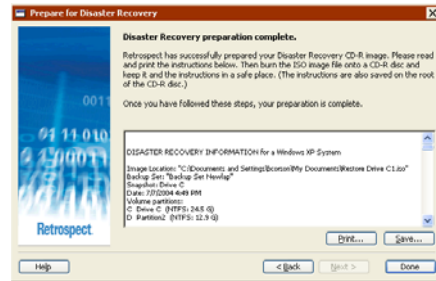 Prepare for Disaster Recovery
Disaster Recovery preparation complete.
Retrospect has successfully prepared your Disaster Recovery CD-R image. Please read
and print the instructions below. Then burn the ISO image file onto a CD-R disc and
keep it and the instructions in a safe place. (The instructions are also saved on the root
of the CD-R disc.)
Once you have followed these steps, your preparation is complete.
DISASTER RECOVERY INFORMATION for a Windows XP System
Image Location: "C:\Documents and Settings\bcorson\My Documents\Restore Drive C1.iso"
Backup Set: "Backup Set Newlap"
Snapshot: Drive C
Date: 7/7/2004 4:49 PM
Volume partitions:
C Drive C (NTFS: 24.5 G)
D Partition2 (NTFS: 12.9 G)
Retrospect
Print...
Save...
Help
< Back
Next >
Done